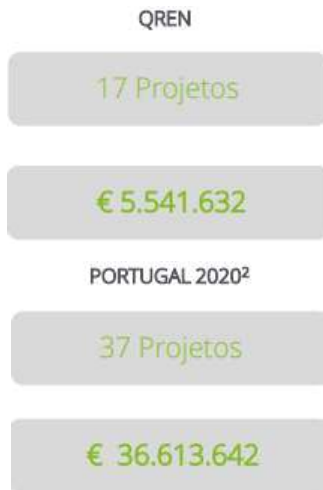 QREN
17 Projetos
€ 5.541.632
PORTUGAL 2020²
37 Projetos
€ 36.613.642